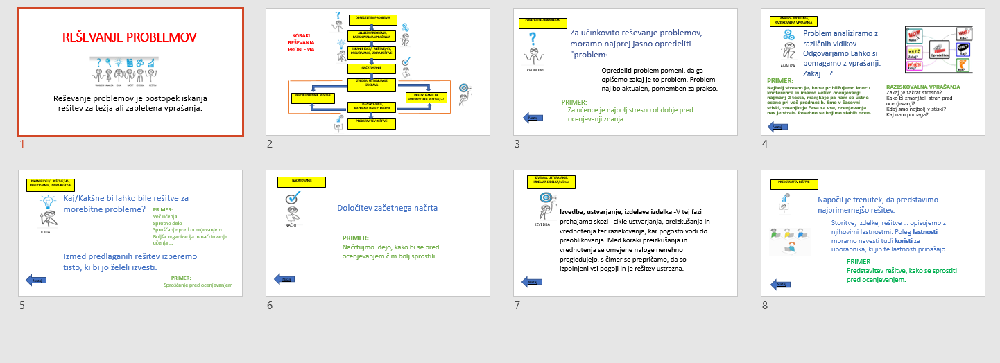 REŠEVANJE PROBLEMOV
Reševanje problemov je postopek iskanja
rešitev za težja ali zapletena vprašanja.
1
KORAKI
REŠEVANJA
PROBLEMA
OPREDELITEV PROBLEMA
ANALIZA PROBLEMA,
RAZISKOVALNA VPRAŠANJA
ISKANJE IDEJ / REŠITVE/-EV,
PREUČEVANJE, IZBIRA REŠITVE
NAČRTOVANJE
IZVEDBA, USTVARJANJE,
IZDELAVA
PREOBLIKOVANJE REŠITVE
PREIZKUŠANJE IN
VREDNOTENJE REŠITVE/-V
RAZISKOVANJE,
RAZPRAVLJANJE O REŠITVI
PREDSTAVITEV REŠITVE
2
OPREDELITEV PROBLEMA
PROBLEM
Za učinkovito reševanje problemov,
moramo najprej jasno opredeliti
"problem".
Opredeliti problem pomeni, da ga
opišemo zakaj je to problem. Problem
naj bo aktualen, pomemben za prakso.
PRIMER:
Za učence je najbolj stresno obdobje pred
ocenjevanji znanja
Nazaj
3
ANALIZA PROBLEMA,
RAZISKOVALNA VPRAŠANJA
ANALIZA
Problem analiziramo z
različnih vidikov.
Odgovarjamo Lahko si
pomagamo z vprašanji:
Zakaj... ?
HOW
Kako?
WHY?
Zakaj?
WHEN
Kdaj?
Opredelitev
WHO?
Kdo?
Kaj?
Kje?
PRIMER:
Najbolj stresno je, ko se približujemo koncu
konference in imamo veliko ocenjevanj:
najmanj 2 testa, manjkajo pa nam še ustne
ocene pri več predmetih. Smo v časovni
stiski, zmanjkuje časa za vse, ocenjevanja
nas je strah. Posebno se bojimo slabih ocen.
RAZISKOVALNA VPRAŠANJA
Zakaj je takrat stresno?
Kako bi zmanjšali strah pred
ocenjevanji?
Kdaj smo najbolj v stiski?
Kaj nam pomaga? ...
Nazaj
4
ISKANJE IDEJ / REŠITVE/-EV,
PREUČEVANJE, IZBIRA REŠITVE
IDEJA
Kaj/Kakšne bi lahko bile rešitve za
morebitne probleme?
PRIMER:
Več učenja
Sprotno delo
Sproščanje pred ocenjevanjem
Boljša organizacija in načrtovanje
učenja ...
Izmed predlaganih rešitev izberemo
tisto, ki bi jo želeli izvesti.
PRIMER:
Sproščanje pred ocenjevanjem
Nazaj
5
NAČRTOVANJE
NAČRT
Določitev začetnega načrta
PRIMER:
Načrtujmo idejo, kako bi se pred
ocenjevanjem čim bolj sprostili.
Nazaj
6
IZVEDBA, USTVARJANJE,
IZDELAVA IZDELKA/rešitve
IZVEDBA
Izvedba, ustvarjanje, izdelava izdelka -V tej fazi
prehajamo skozi cikle ustvarjanja, preizkušanja in
vrednotenja ter raziskovanja, kar pogosto vodi do
preoblikovanja. Med koraki preizkušanja in
vrednotenja se omejene naloge nenehno
pregledujejo, s čimer se prepričamo, da so
izpolnjeni vsi pogoji in je rešitev ustrezna.
Nazaj
7
PREDSTAVITEV REŠITVE
Napočil je trenutek, da predstavimo
najprimernejšo rešitev.
Storitve, izdelke, rešitve ... opisujemo z
njihovimi lastnostmi. Poleg lastnosti
moramo navesti tudi koristi za
uporabnika, ki jih te lastnosti prinašajo.
PRIMER
Predstavitev rešitve, kako se sprostiti
pred ocenjevanjem.
Nazaj
8